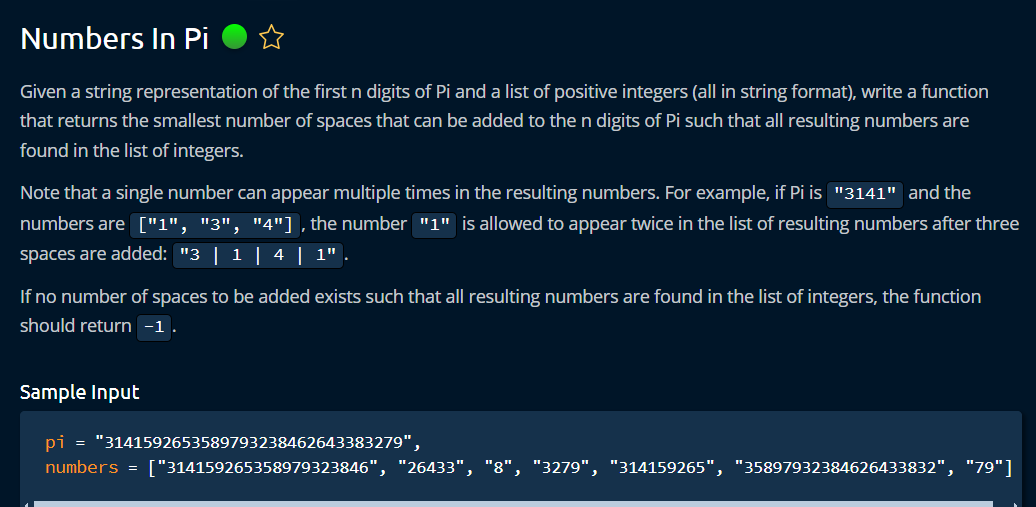 Numbers In Pi
Given a string representation of the first n digits of Pi and a list of positive integers (all in string format), write a function
that returns the smallest number of spaces that can be added to the n digits of Pi such that all resulting numbers are
found in the list of integers.
Note that a single number can appear multiple times in the resulting numbers. For example, if Pi is "3141" and the
numbers are ["1", "3", "4"], the number "1" is allowed to appear twice in the list of resulting numbers after three
spaces are added: "3 | 1 | 4 | 1".
If no number of spaces to be added exists such that all resulting numbers are found in the list of integers, the function
should return -1.
Sample Input
pi = "3141592653589793238462643383279",
numbers = ["314159265358979323846", "26433", "8", "3279", "314159265", "35897932384626433832", "79"]